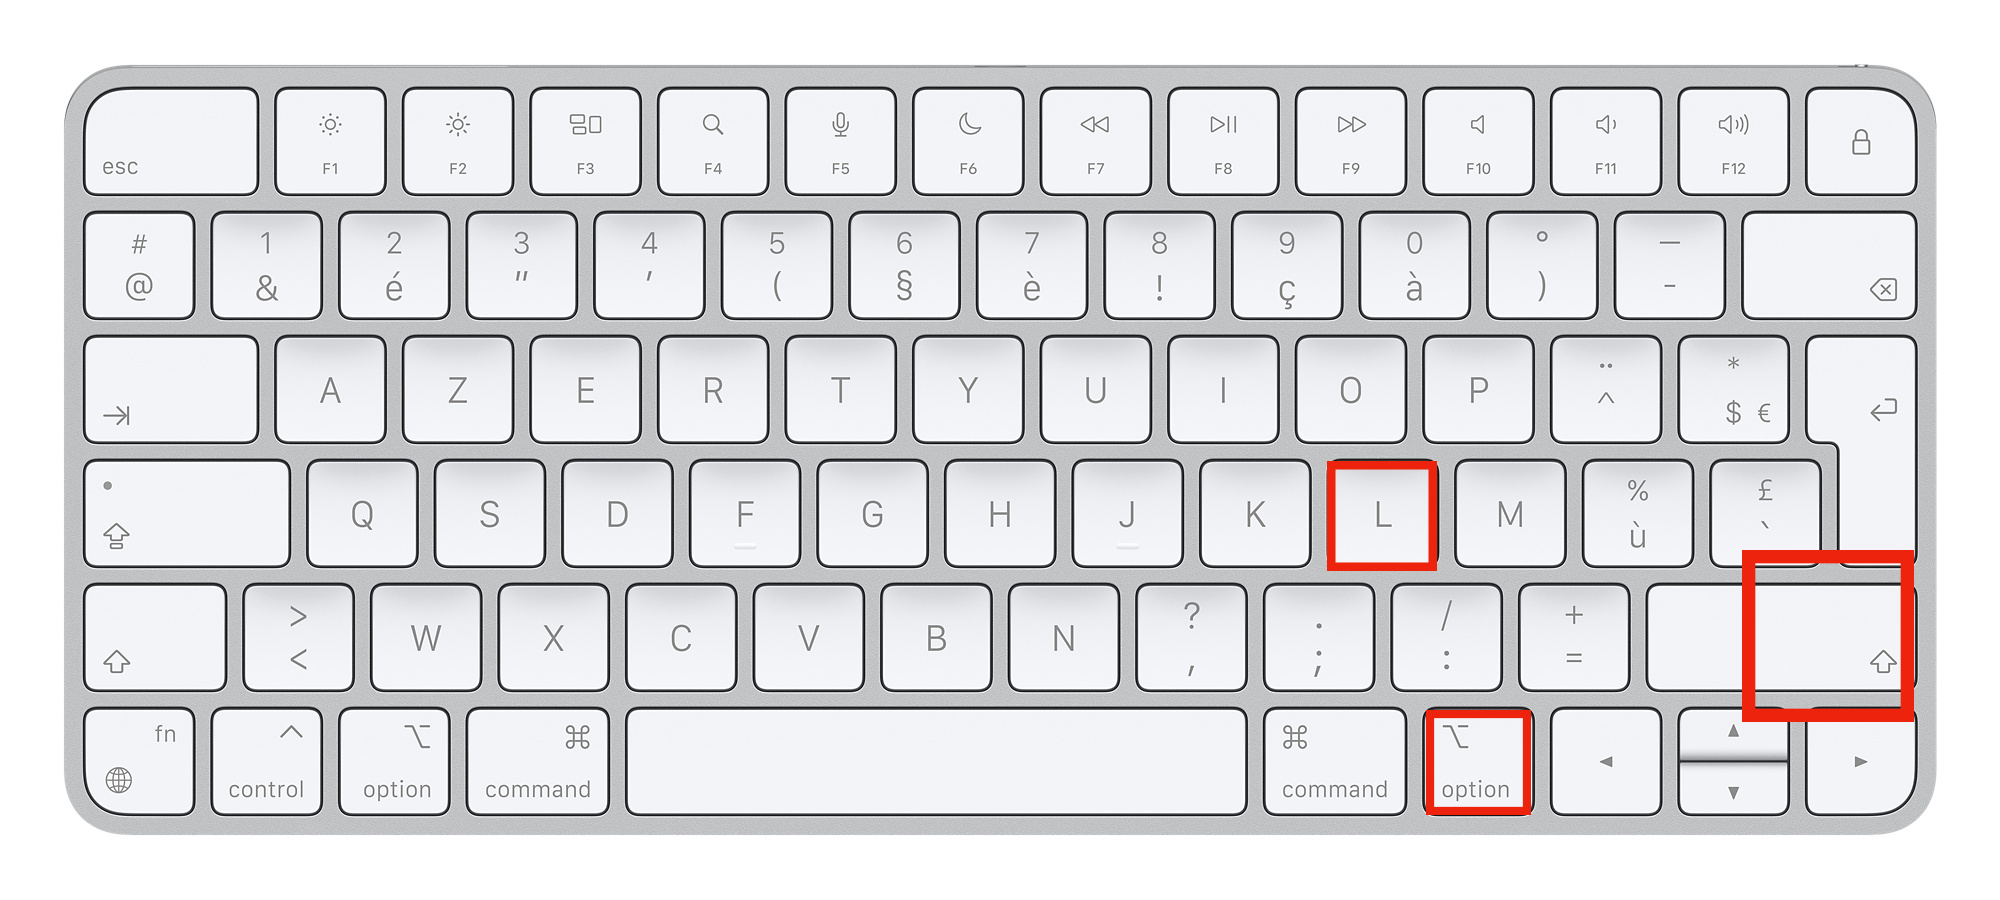 esc F1 F2 F3 F4 F5 F6 F7 F8 F9 F10 F11 F12
# 1 2 3 4 5 6 7 8 9 0 ° —
@ & é " ' ( § è ! ç à ) -
A Z E R T Y U I O P ¨ *
^ $ €
Q S D F G H J K L M % £
ù `
> W X C V B N ? . / +
< , ; : =
fn
control option command command option